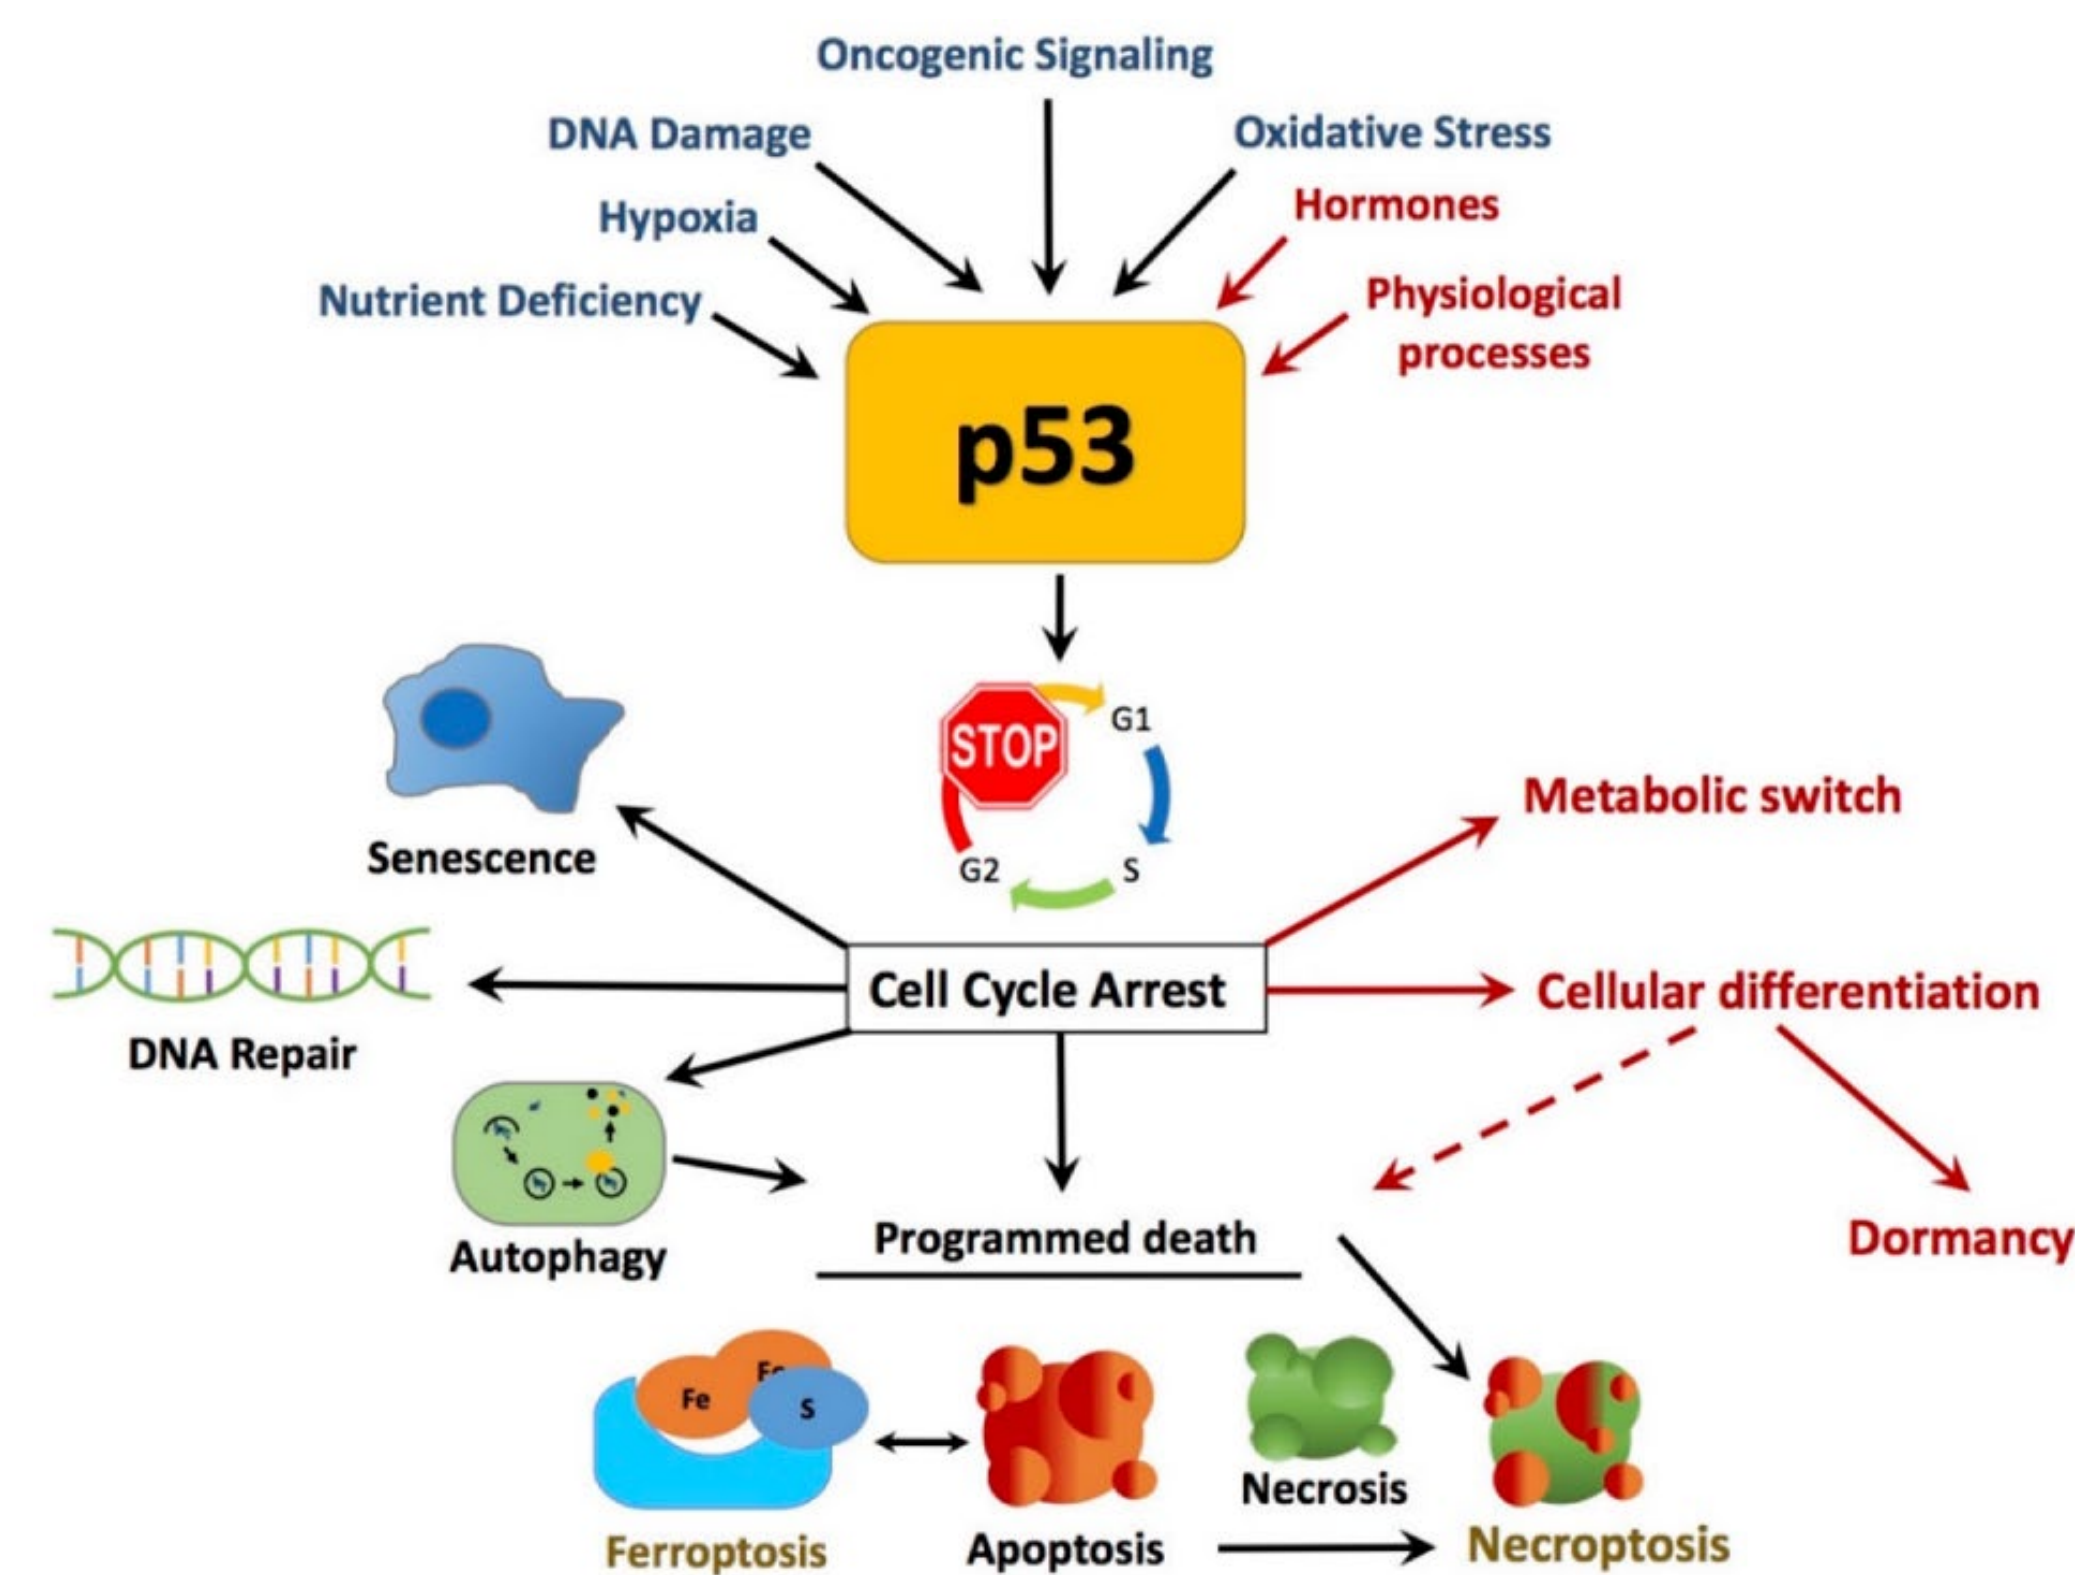 Oncogenic Signaling
DNA Damage
Oxidative Stress
Hypoxia
Hormones
Nutrient Deficiency
Physiological
processes
p53
STOP
G1
G2
S
Senescence
Metabolic switch
Cell Cycle Arrest
Cellular differentiation
DNA Repair
Autophagy
Programmed death
Dormancy
Fe
Fe
S
Necrosis
Ferroptosis
Apoptosis
Necroptosis